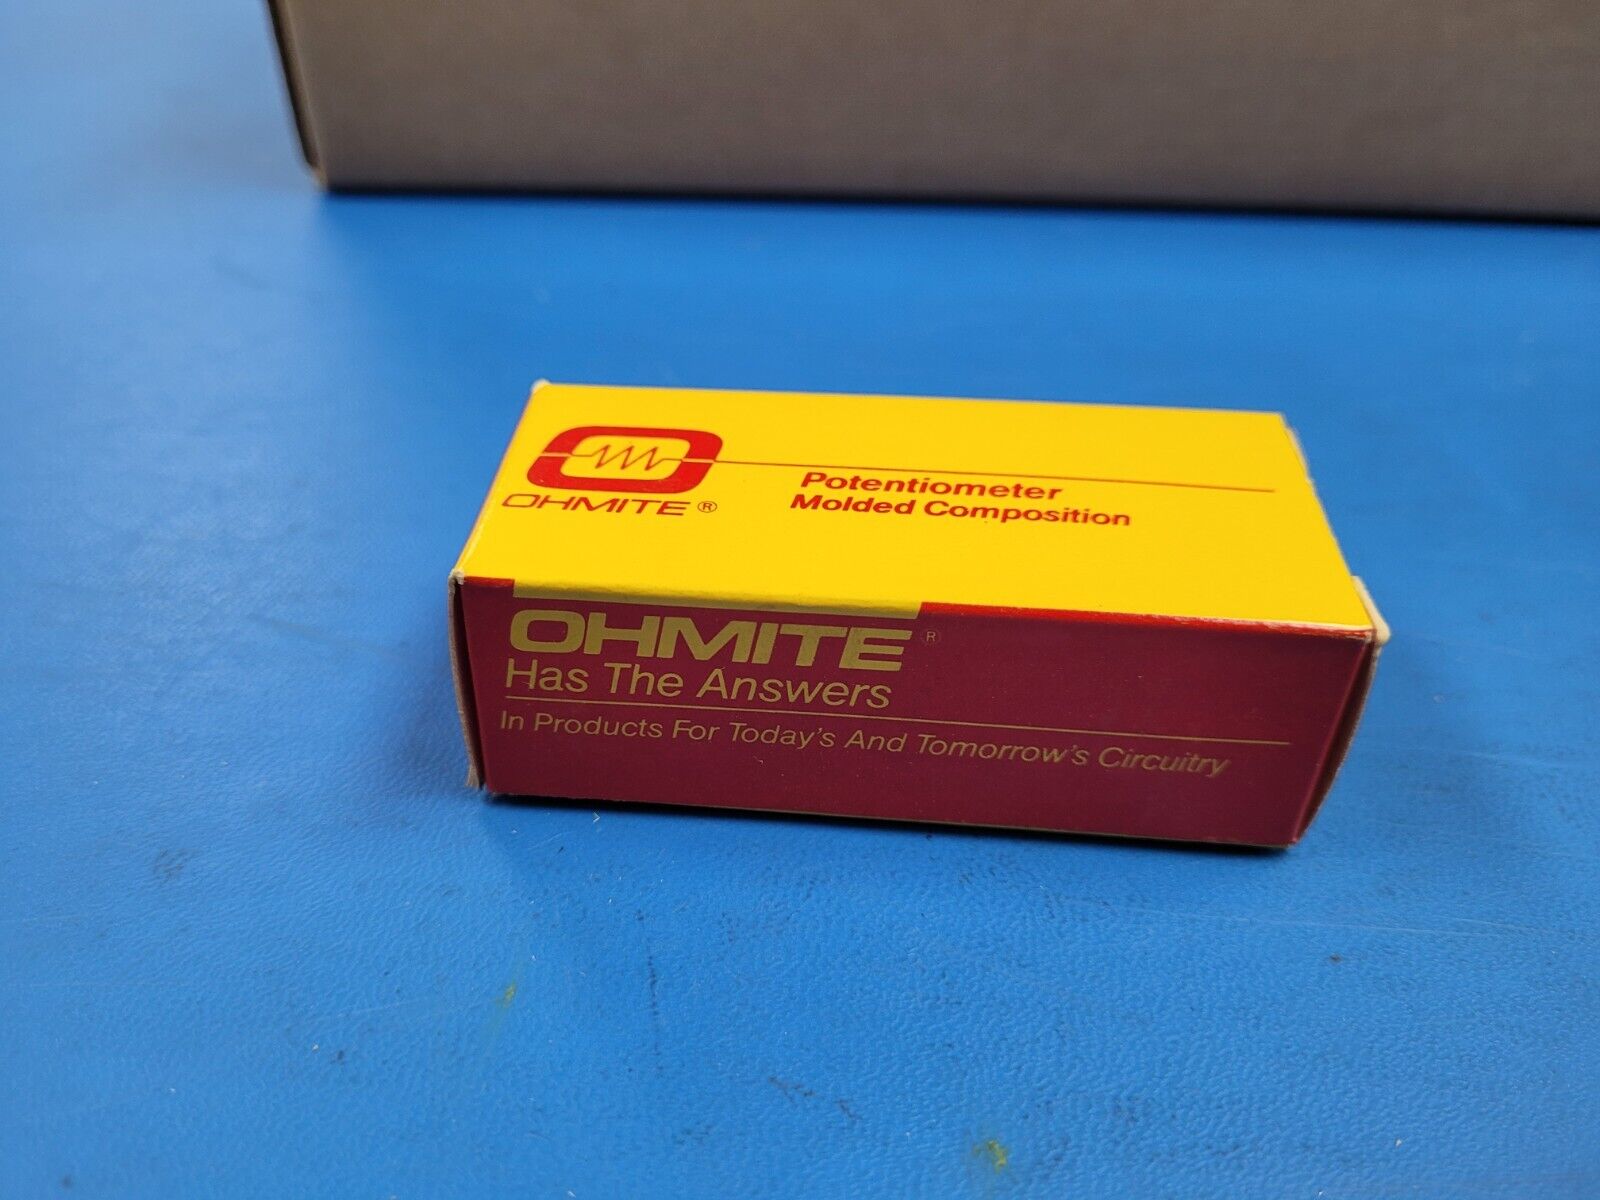 OHMITE®
Potentiometer
Molded Composition
OHMITE®
Has The Answers
In Products For Today's And Tomorrow's Circuitry